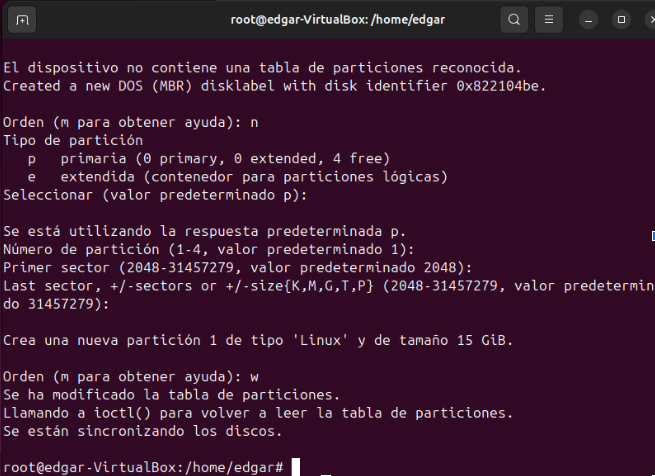 root@edgar-VirtualBox: /home/edgar
El dispositivo no contiene una tabla de particiones reconocida.
Created a new DOS (MBR) disklabel with disk identifier 0x822104be.
Orden (m para obtener ayuda): n
Tipo de partición
p   primaria (0 primary, 0 extended, 4 free)
e   extendida (contenedor para particiones lógicas)
Seleccionar (valor predeterminado p):
Se está utilizando la respuesta predeterminada p.
Número de partición (1-4, valor predeterminado 1):
Primer sector (2048-31457279, valor predeterminado 2048):
Last sector, +/-sectors or +/-size{K,M,G,T,P} (2048-31457279, valor predetermin
do 31457279):
Crea una nueva partición 1 de tipo 'Linux' y de tamaño 15 GiB.
Orden (m para obtener ayuda): w
Se ha modificado la tabla de particiones.
Llamando a ioctl() para volver a leer la tabla de particiones.
Se están sincronizando los discos.
root@edgar-VirtualBox:/home/edgar#